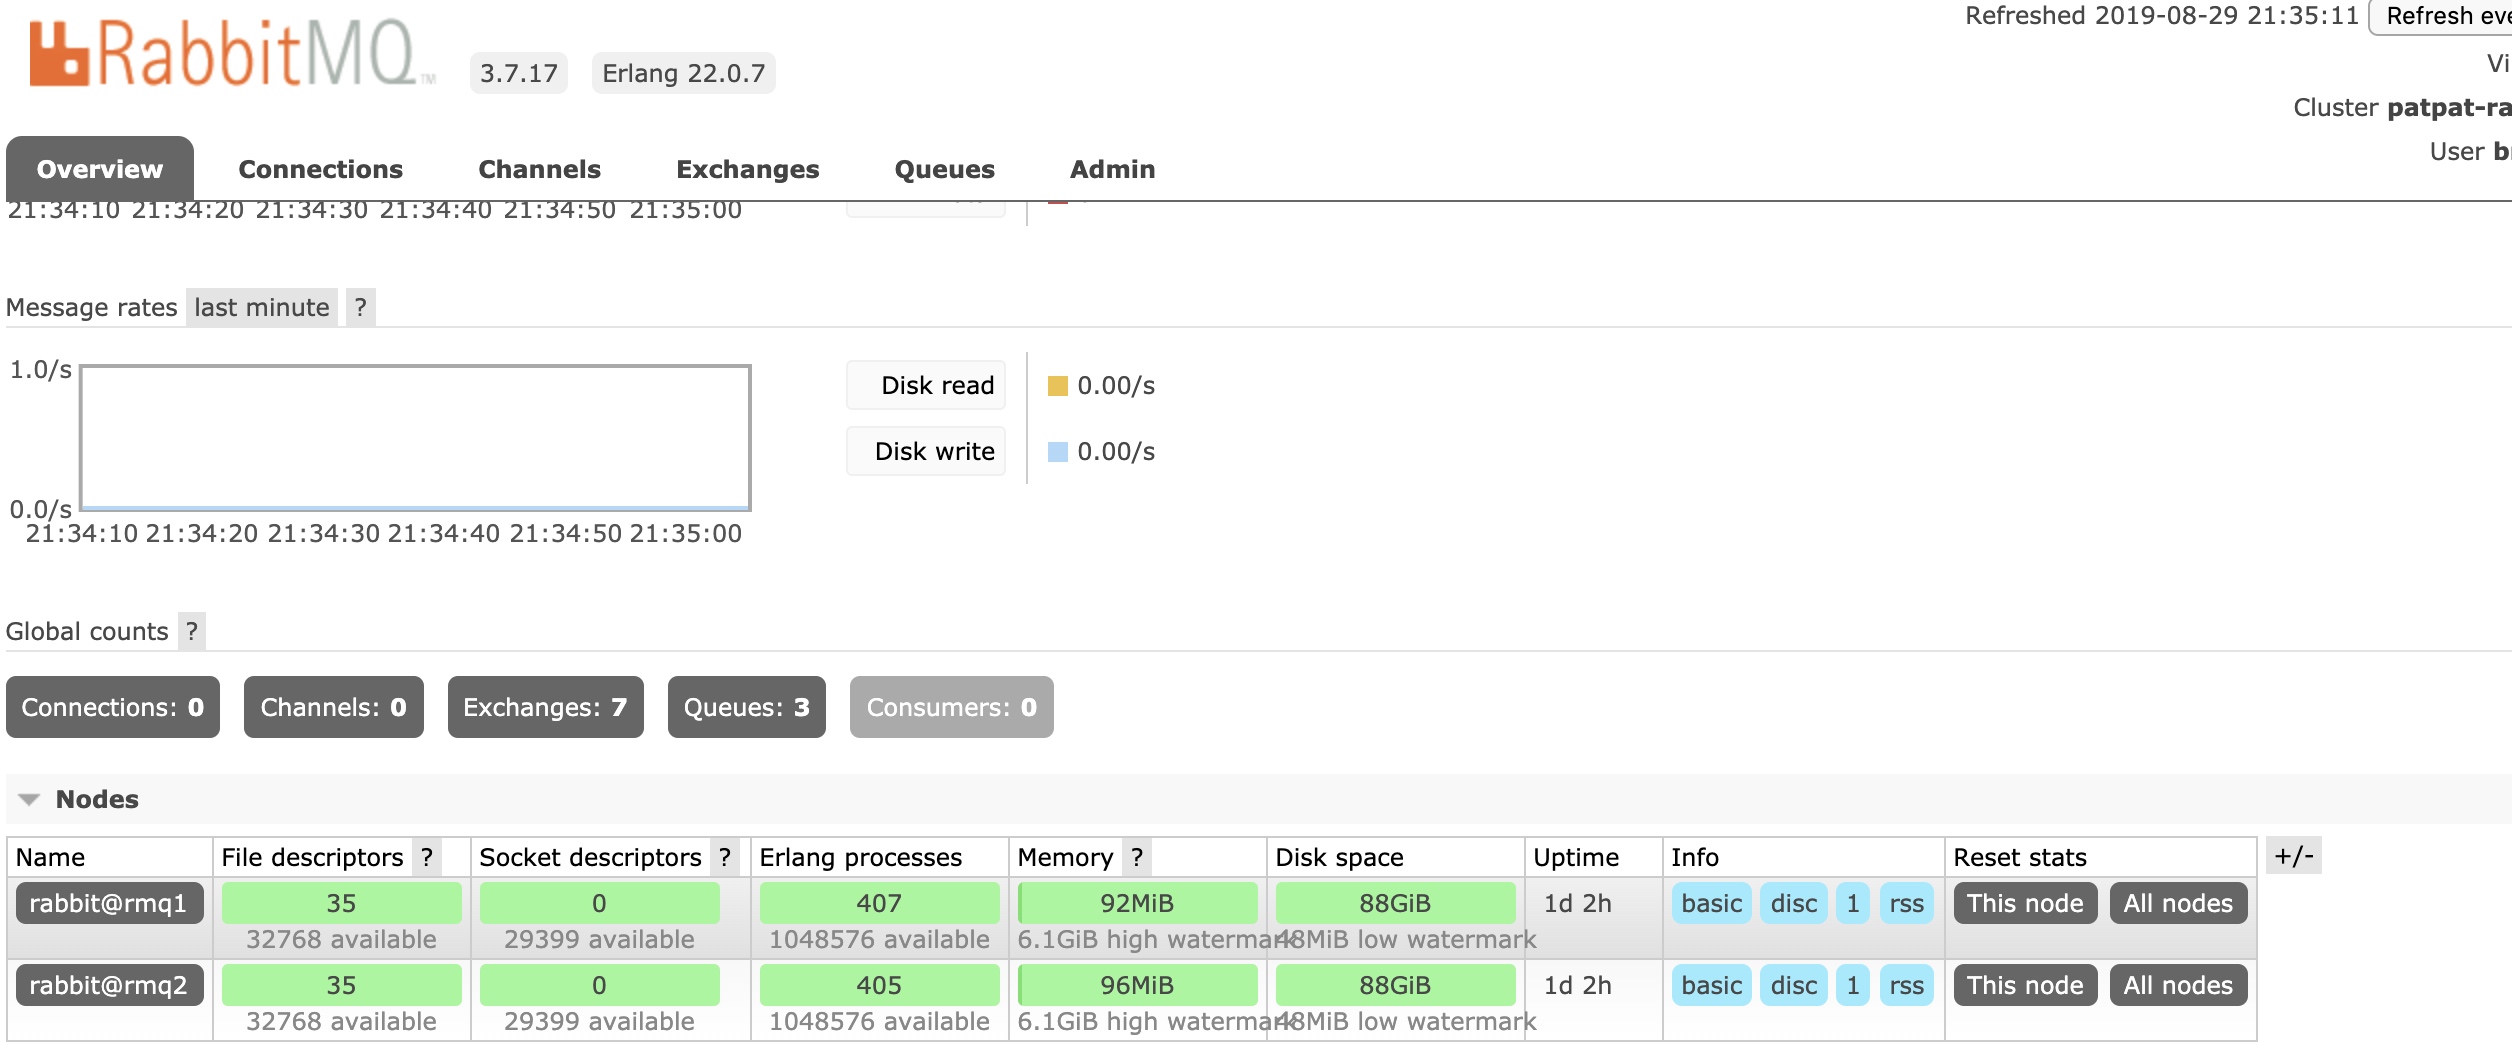 Refreshed 2019-08-29 21:35:11 Refresh eve
RabbitMQ TM 3.7.17 Erlang 22.0.7
Vi
Cluster patpat-ra
User b
Overview Connections Channels Exchanges Queues Admin
21:34:10 21:34:20 21:34:30 21:34:40 21:34:50 21:35:00
Message rates last minute ?
1.0/s
Disk read 0.00/s
Disk write 0.00/s
0.0/s
21:34:10 21:34:20 21:34:30 21:34:40 21:34:50 21:35:00
Global counts ?
Connections: 0 Channels: 0 Exchanges: 7 Queues: 3 Consumers: 0
Nodes
Name File descriptors ? Socket descriptors ? Erlang processes Memory ? Disk space Uptime Info Reset stats +/-
rabbit@rmq1 35 0 407 92MiB 88GiB 1d 2h basic disc 1 rss This node All nodes
32768 available 29399 available 1048576 available 6.1GiB high watermark 48MiB low watermark
rabbit@rmq2 35 0 405 96MiB 88GiB 1d 2h basic disc 1 rss This node All nodes
32768 available 29399 available 1048576 available 6.1GiB high watermark 48MiB low watermark